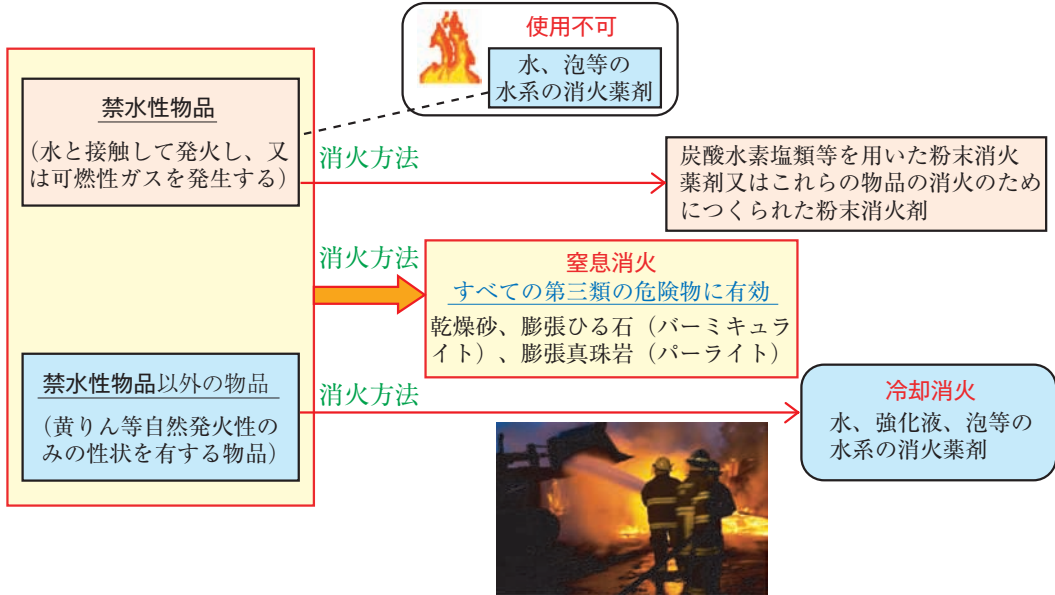 使用不可
水、泡等の
水系の消火薬剤
禁水性物品
(水と接触して発火し、又
は可燃性ガスを発生する)
消火方法
炭酸水素塩類等を用いた粉末消火
薬剤又はこれらの物品の消火のため
につくられた粉末消火剤
消火方法
窒息消火
すべての第三類の危険物に有効
乾燥砂、膨張ひる石(バーミキュラ
イト)、膨張真珠岩(パーライト)
禁水性物品以外の物品
(黄りん等自然発火性の
みの性状を有する物品)
消火方法
冷却消火
水、強化液、泡等の
水系の消火薬剤